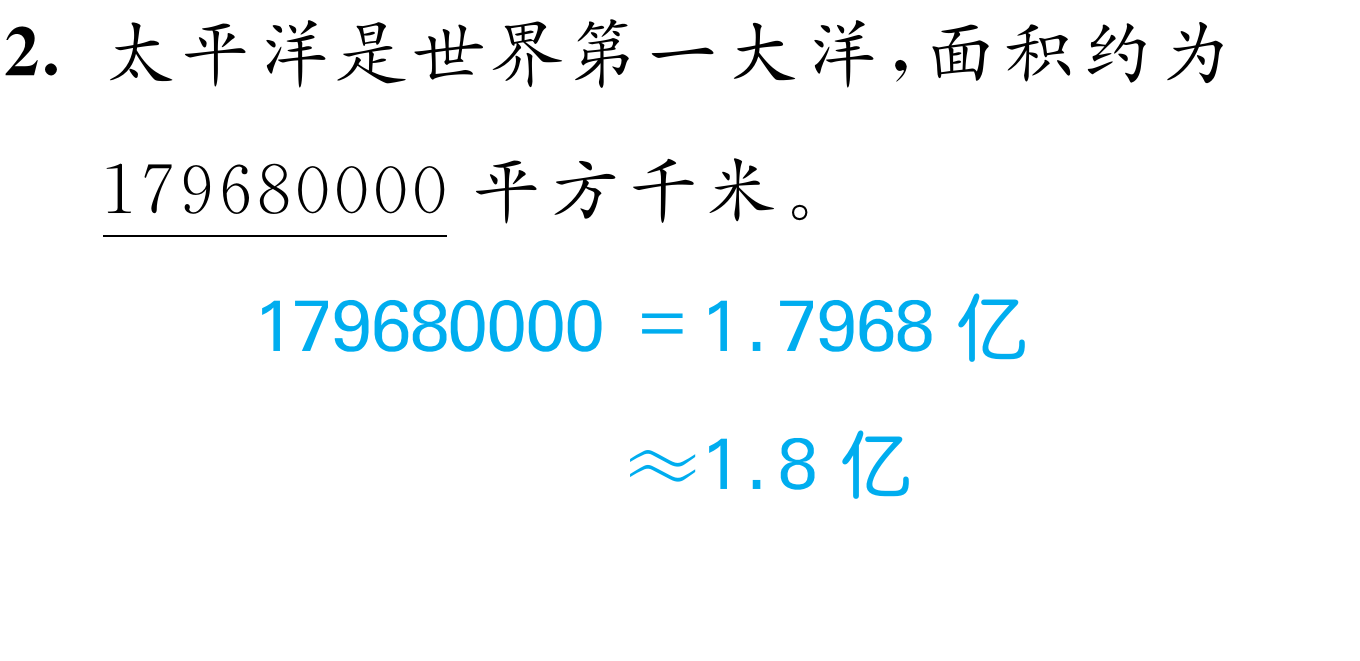 2. 太平洋是世界第一大洋,面积约为
179680000 平方千米。
179680000 =1.7968 亿
≈1.8 亿